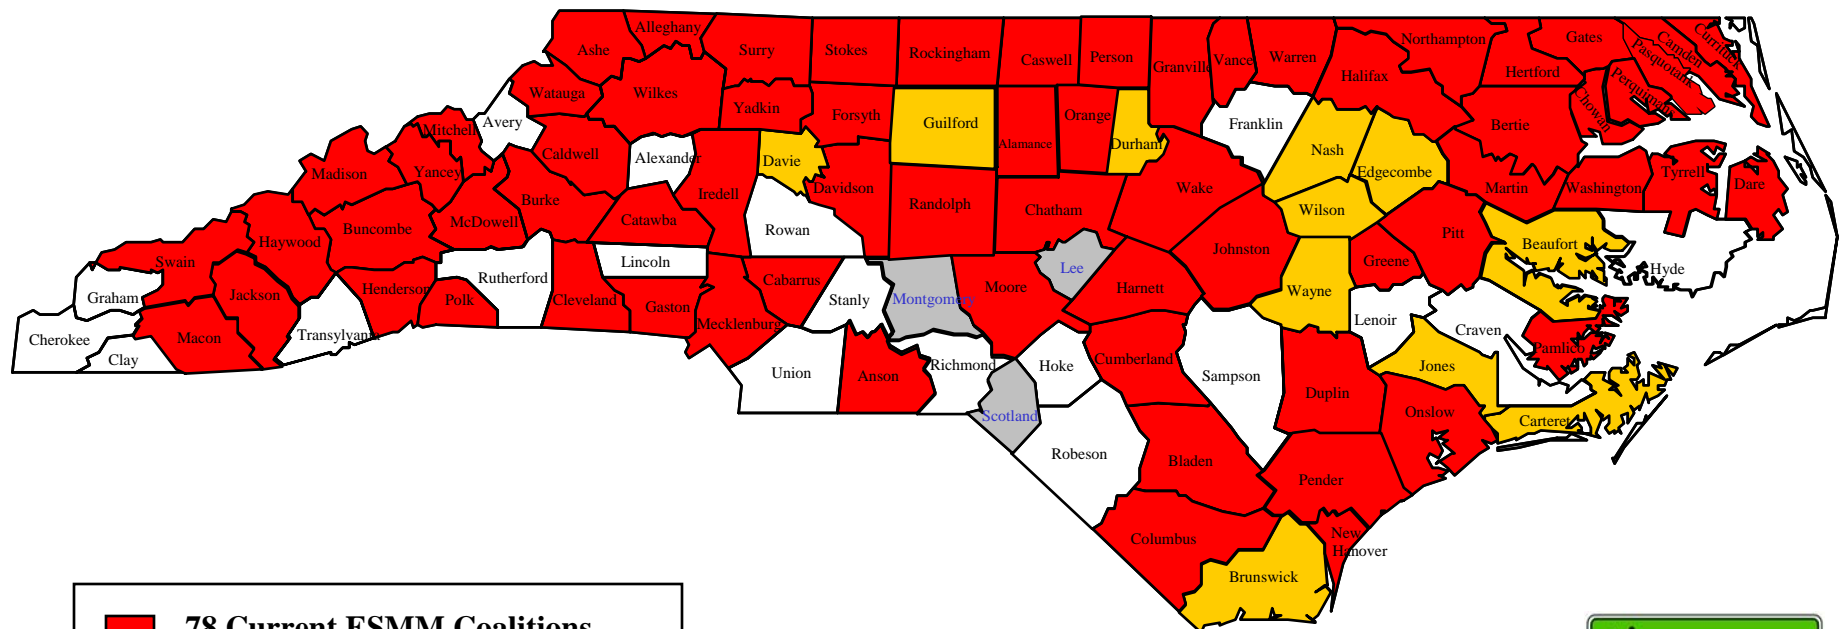 Alleghany
Ashe
Surry
Stokes
Rockingham
Caswell
Person
Granville
Vance
Warren
Northampton
Gates
Camden
Currituck
Pasquotank
Perquimans
Chowan
Hertford
Halifax
Watauga
Wilkes
Yadkin
Forsyth
Guilford
Alamance
Orange
Durham
Franklin
Nash
Edgecombe
Bertie
Mitchell
Avery
Caldwell
Alexander
Davie
Madison
Yancey
Burke
Iredell
Davidson
Randolph
Wake
Wilson
Martin
Washington
Tyrrell
Dare
Haywood
Buncombe
McDowell
Catawba
Rowan
Chatham
Johnston
Pitt
Greene
Beaufort
Hyde
Swain
Graham
Jackson
Henderson
Polk
Rutherford
Lincoln
Cleveland
Gaston
Mecklenburg
Cabarrus
Stanly
Montgomery
Moore
Lee
Harnett
Wayne
Lenoir
Craven
Pamlico
Cherokee
Clay
Macon
Transylvania
Union
Anson
Richmond
Hoke
Cumberland
Sampson
Duplin
Jones
Onslow
Carteret
Scotland
Robeson
Bladen
Pender
Columbus
New
Hanover
Brunswick
78 Current ESMM Coalitions